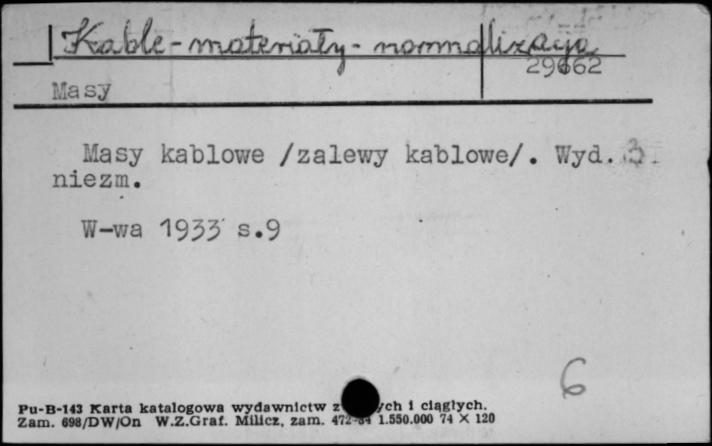 Kable - materiały - normalizacja
29662
Masy
Masy kablowe /zalewy kablowe/. Wyd. 3.
niezm.
W-wa 1933 s.9
6
Pu-B-143 Karta katalogowa wydawnictw ych i ciągłych.
Zam. 698/DW/On W.Z.Graf. Milicz, zam. 1.550.000 74 X 120